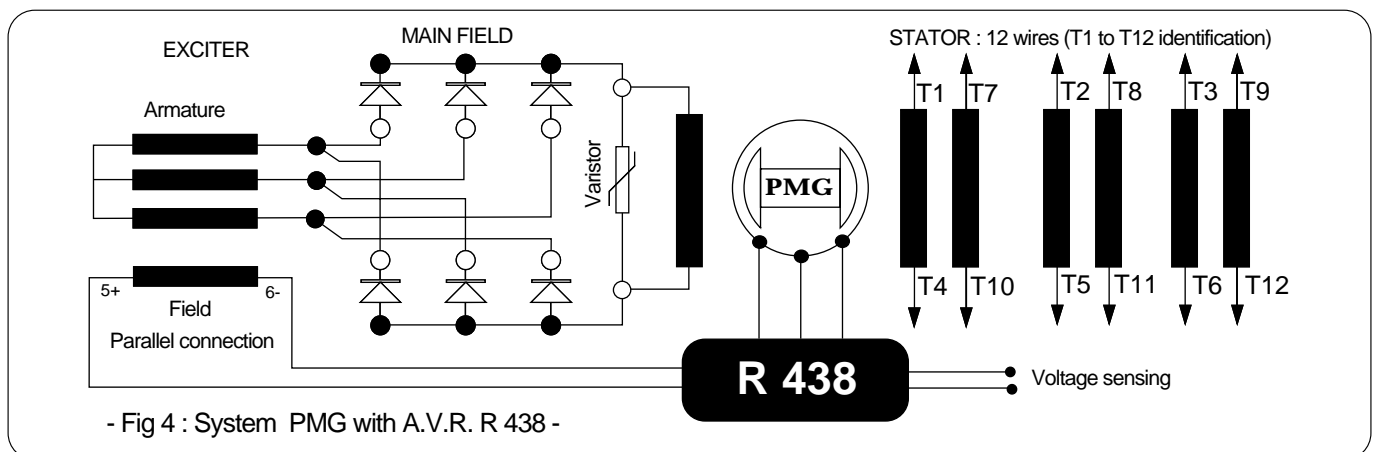 EXCITER
MAIN FIELD
STATOR : 12 wires (T1 to T12 identification)
Armature
T1 T7 T2 T8 T3 T9
Varistor
PMG
5+ 6-
Field
T4 T10 T5 T11 T6 T12
Parallel connection
R 438
Voltage sensing
- Fig 4 : System PMG with A.V.R. R 438 -